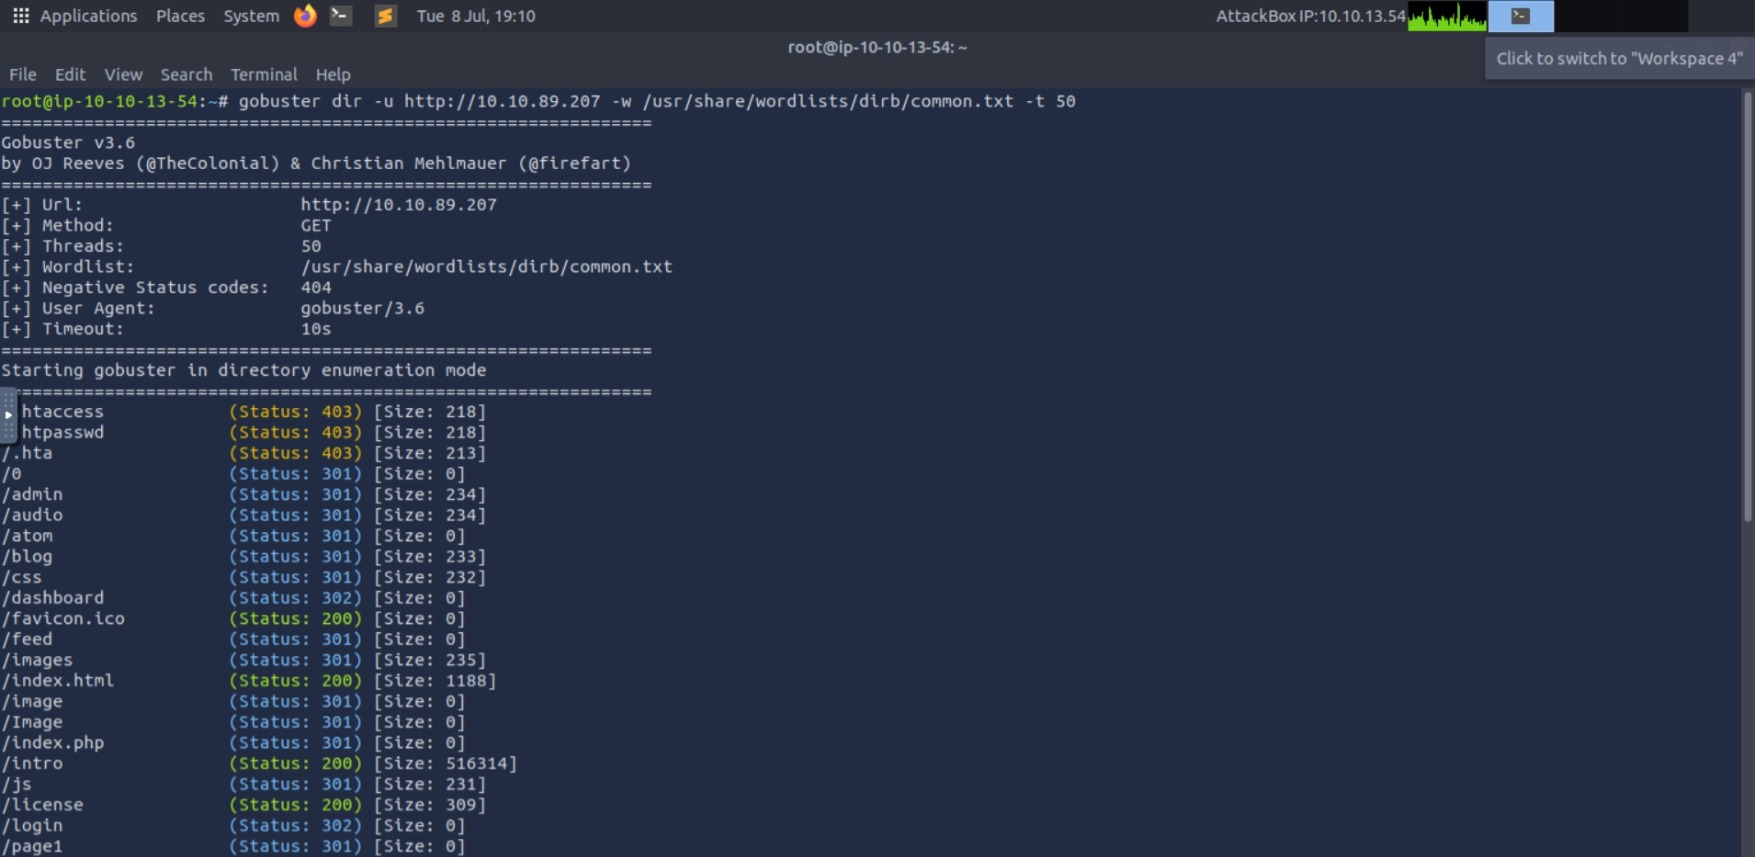 Applications Places System Tue 8 Jul, 19:10 AttackBox IP:10.10.13.54
root@ip-10-10-13-54: ~
Click to switch to "Workspace 4"
File Edit View Search Terminal Help
root@ip-10-10-13-54:~# gobuster dir -u http://10.10.89.207 -w /usr/share/wordlists/dirb/common.txt -t 50
===============================================================
Gobuster v3.6
by OJ Reeves (@TheColonial) & Christian Mehlmauer (@firefart)
===============================================================
[+] Url: http://10.10.89.207
[+] Method: GET
[+] Threads: 50
[+] Wordlist: /usr/share/wordlists/dirb/common.txt
[+] Negative Status codes: 404
[+] User Agent: gobuster/3.6
[+] Timeout: 10s
===============================================================
Starting gobuster in directory enumeration mode
===============================================================
htaccess (Status: 403) [Size: 218]
htpasswd (Status: 403) [Size: 218]
/.hta (Status: 403) [Size: 213]
/0 (Status: 301) [Size: 0]
/admin (Status: 301) [Size: 234]
/audio (Status: 301) [Size: 234]
/atom (Status: 301) [Size: 0]
/blog (Status: 301) [Size: 233]
/css (Status: 301) [Size: 232]
/dashboard (Status: 302) [Size: 0]
/favicon.ico (Status: 200) [Size: 0]
/feed (Status: 301) [Size: 0]
/images (Status: 301) [Size: 235]
/index.html (Status: 200) [Size: 1188]
/image (Status: 301) [Size: 0]
/Image (Status: 301) [Size: 0]
/index.php (Status: 301) [Size: 0]
/intro (Status: 200) [Size: 516314]
/js (Status: 301) [Size: 231]
/license (Status: 200) [Size: 309]
/login (Status: 302) [Size: 0]
/page1 (Status: 301) [Size: 0]